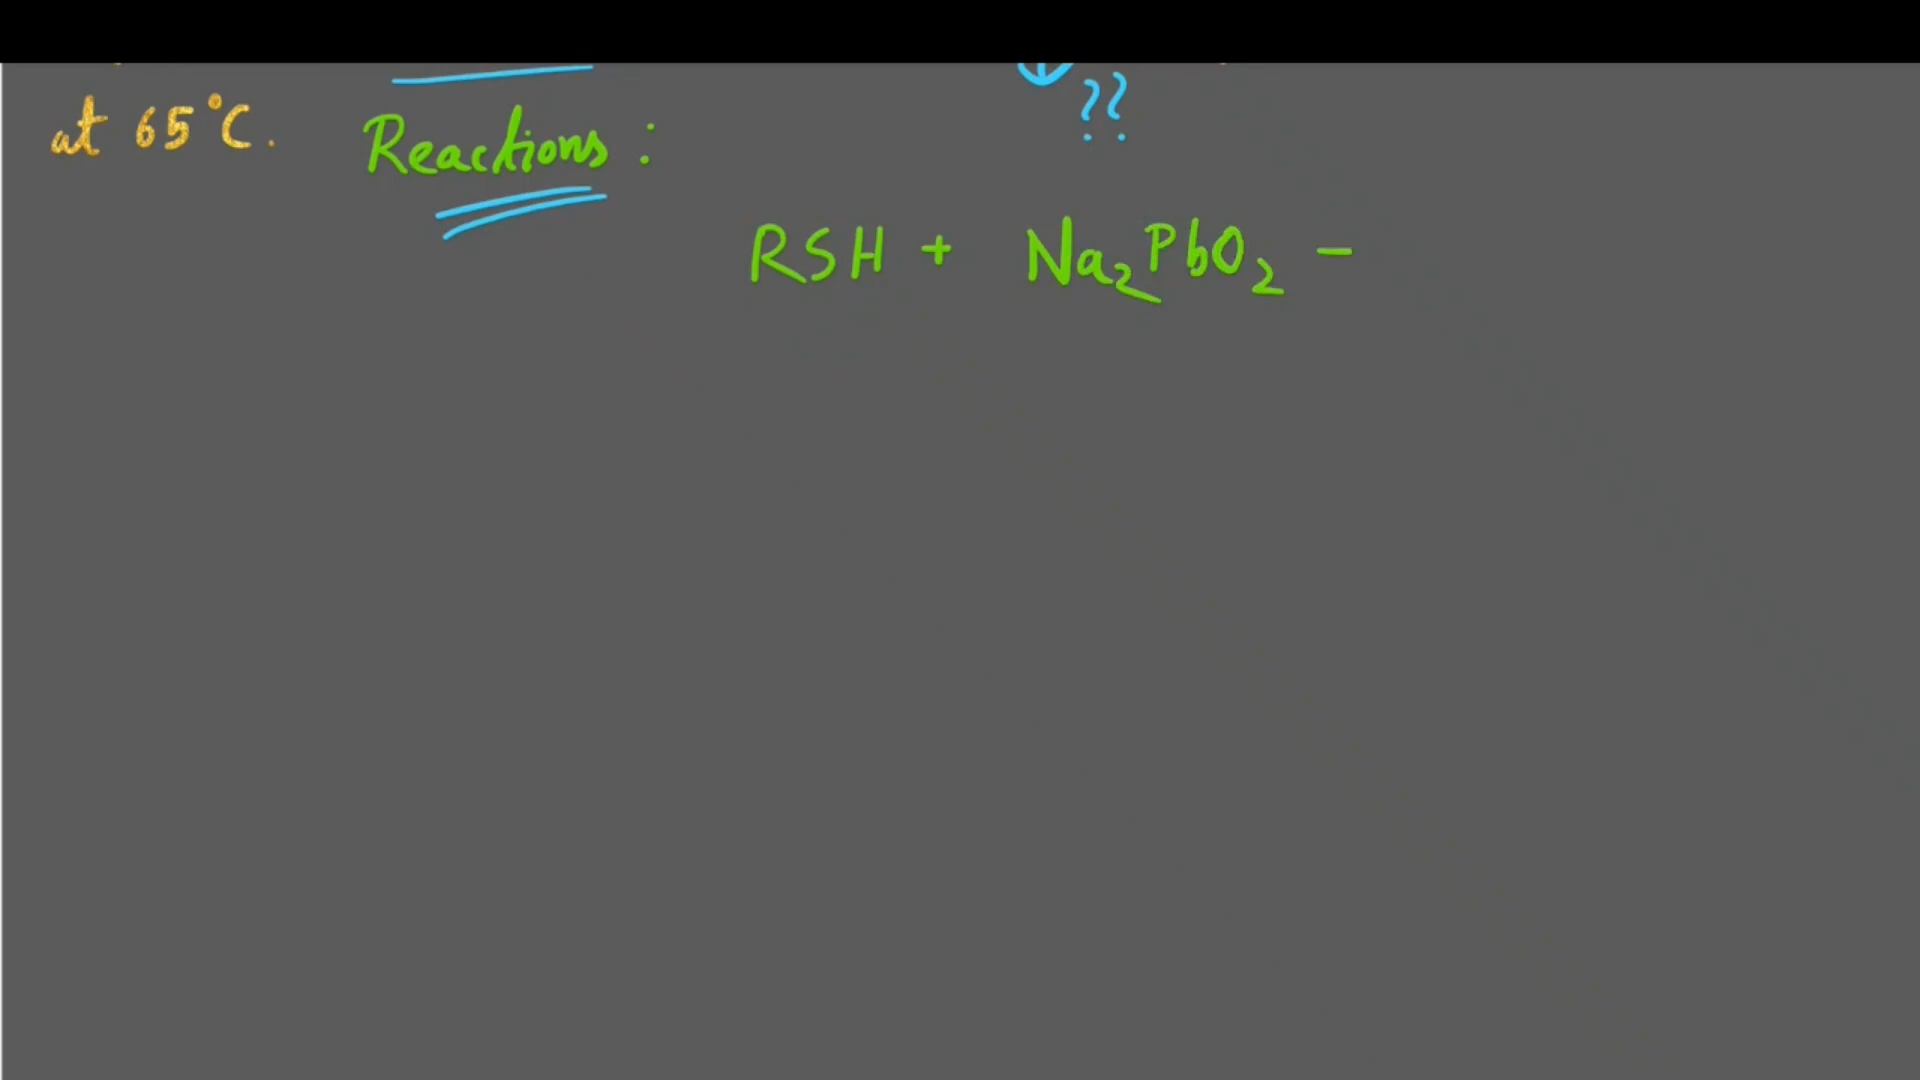 ??
at 65°C.
Reactions :
RSH + Na₂PbO₂ −